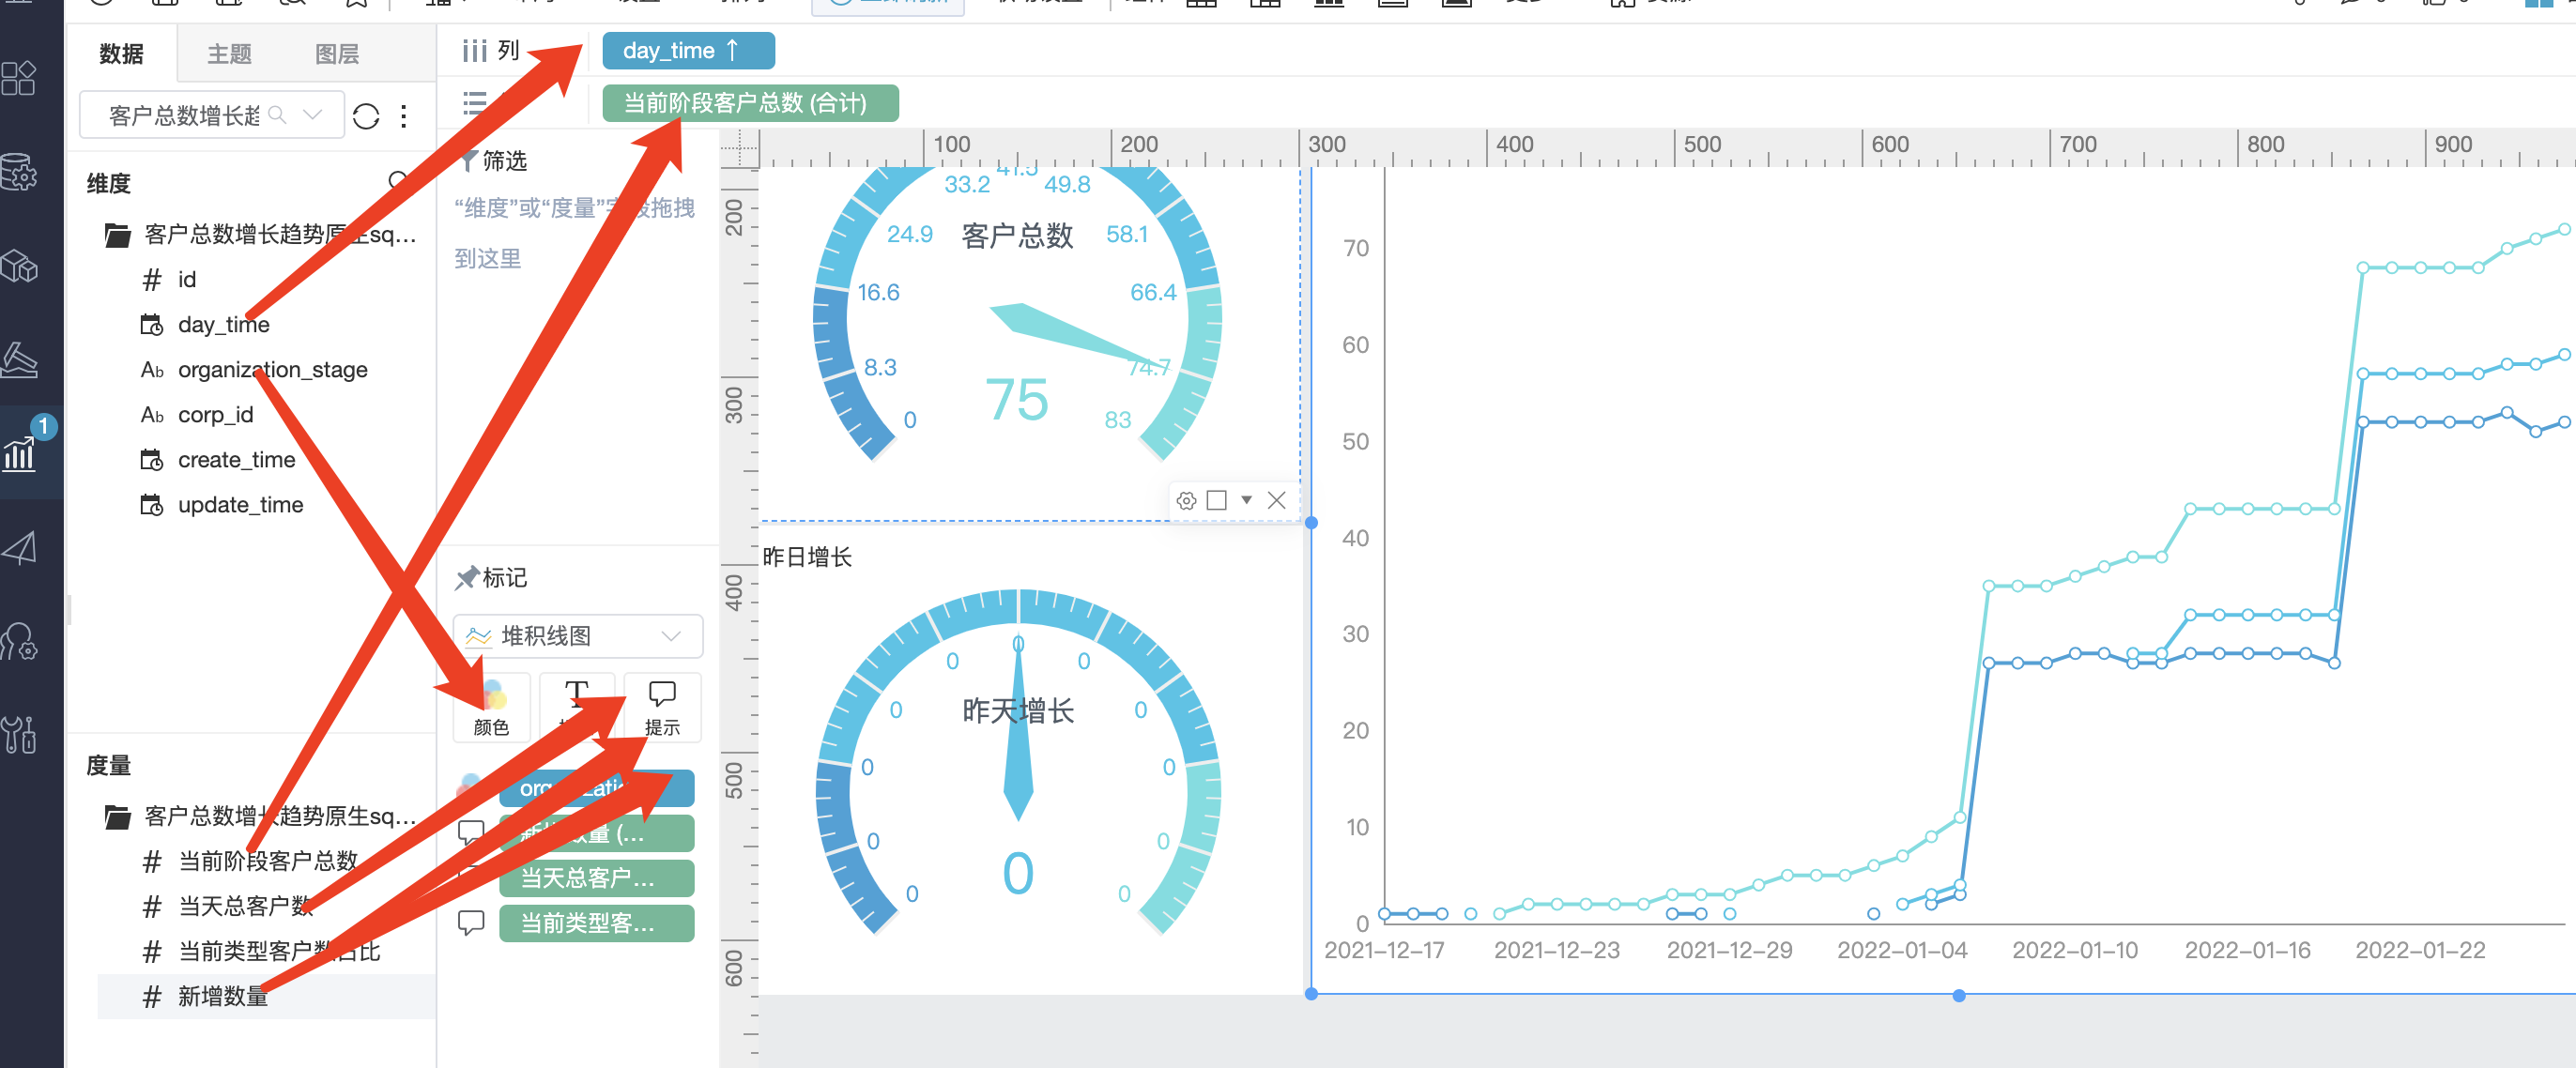 数据
主题
图层
列
day_time ↑
当前阶段客户总数 (合计)
客户总数增长趋
维度
客户总数增长趋势原生sq...
# id
day_time
Ab organization_stage
Ab corp_id
create_time
update_time
1
筛选
“维度”或“度量”字段拖拽
到这里
标记
堆积线图
颜色
T
提示
当天总客户...
当前类型客...
度量
客户总数增长趋势原生sq...
# 当前阶段客户总数
# 当天总客户数
# 当前类型客户数占比
# 新增数量
100 200 300 400 500 600 700 800 900
200
300
400
500
600
0
8.3
16.6
24.9
33.2
41.5
49.8
58.1
66.4
74.7
83
客户总数
75
昨日增长
0
0
0
0
0
0
0
0
0
0
0
昨天增长
0
70
60
50
40
30
20
10
0
2021-12-17 2021-12-23 2021-12-29 2022-01-04 2022-01-10 2022-01-16 2022-01-22